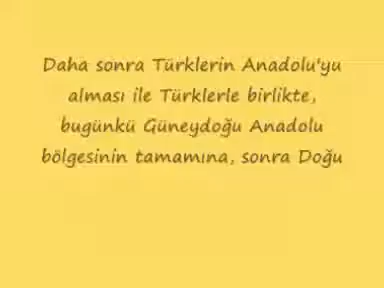 Daha sonra Türklerin Anadolu'yu
alması ile Türklerle birlikte,
bugünkü Güneydoğu Anadolu
bölgesinin tamamına, sonra Doğu